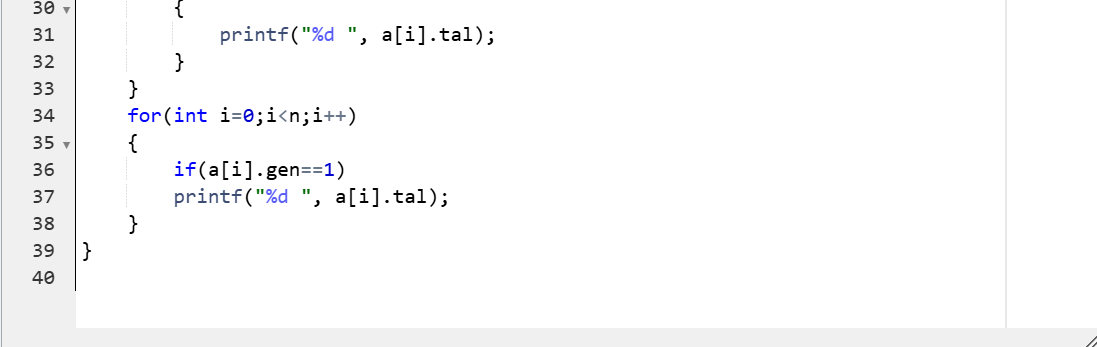 30 {
31 printf("%d ", a[i].tal);
32 }
33 }
34 for(int i=0;i<n;i++)
35 {
36 if(a[i].gen==1)
37 printf("%d ", a[i].tal);
38 }
39 }
40